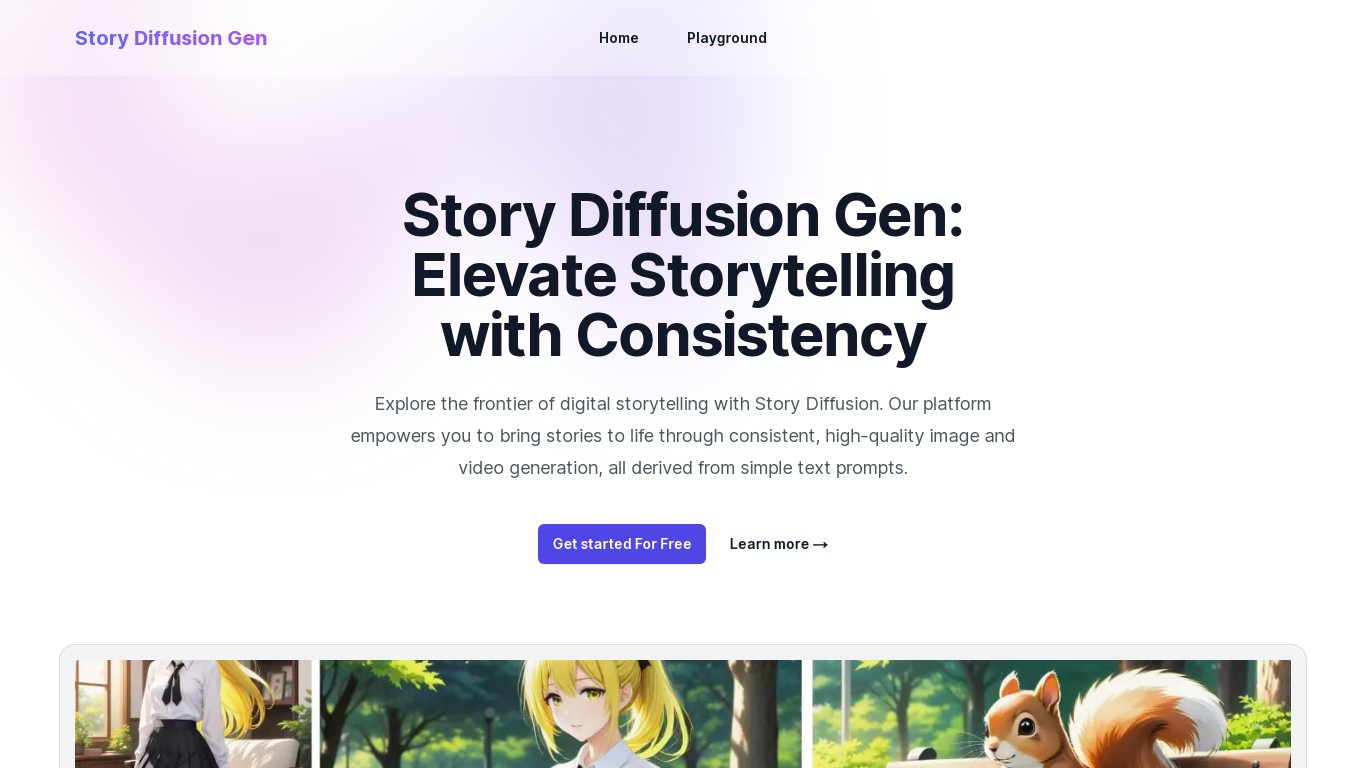 Story Diffusion Gen
Home
Playground
Story Diffusion Gen:
Elevate Storytelling
with Consistency
Explore the frontier of digital storytelling with Story Diffusion. Our platform
empowers you to bring stories to life through consistent, high-quality image and
video generation, all derived from simple text prompts.
Get started For Free
Learn more →